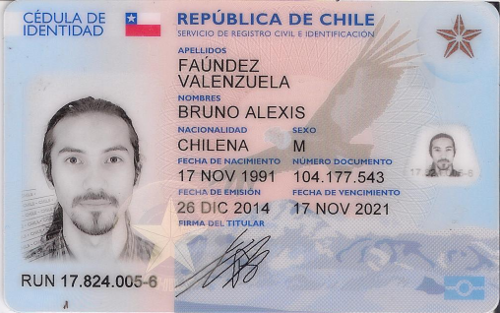 CÉDULA DE
IDENTIDAD
REPÚBLICA DE CHILE
SERVICIO DE REGISTRO CIVIL E IDENTIFICACIÓN
APELLIDOS
FAÚNDEZ
VALENZUELA
NOMBRES
BRUNO ALEXIS
NACIONALIDAD SEXO
CHILENA M
FECHA DE NACIMIENTO NÚMERO DOCUMENTO
17 NOV 1991 104.177.543
FECHA DE EMISIÓN FECHA DE VENCIMIENTO
26 DIC 2014 17 NOV 2021
FIRMA DEL TITULAR
RUN 17.824.005-6